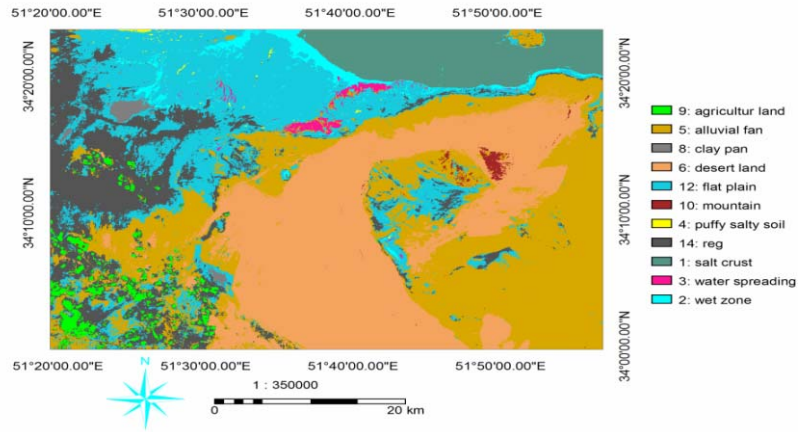 51°20'00.00"E 51°30'00.00"E 51°40'00.00"E 51°50'00.00"E
34°20'00.00"N
34°10'00.00"N
34°20'00.00"N
34°10'00.00"N
34°00'00.00"N
9: agricultur land
5: alluvial fan
8: clay pan
6: desert land
12: flat plain
10: mountain
4: puffy salty soil
14: reg
1: salt crust
3: water spreading
2: wet zone
51°20'00.00"E 51°30'00.00"E 51°40'00.00"E 51°50'00.00"E
N
1 : 350000
0 20 km